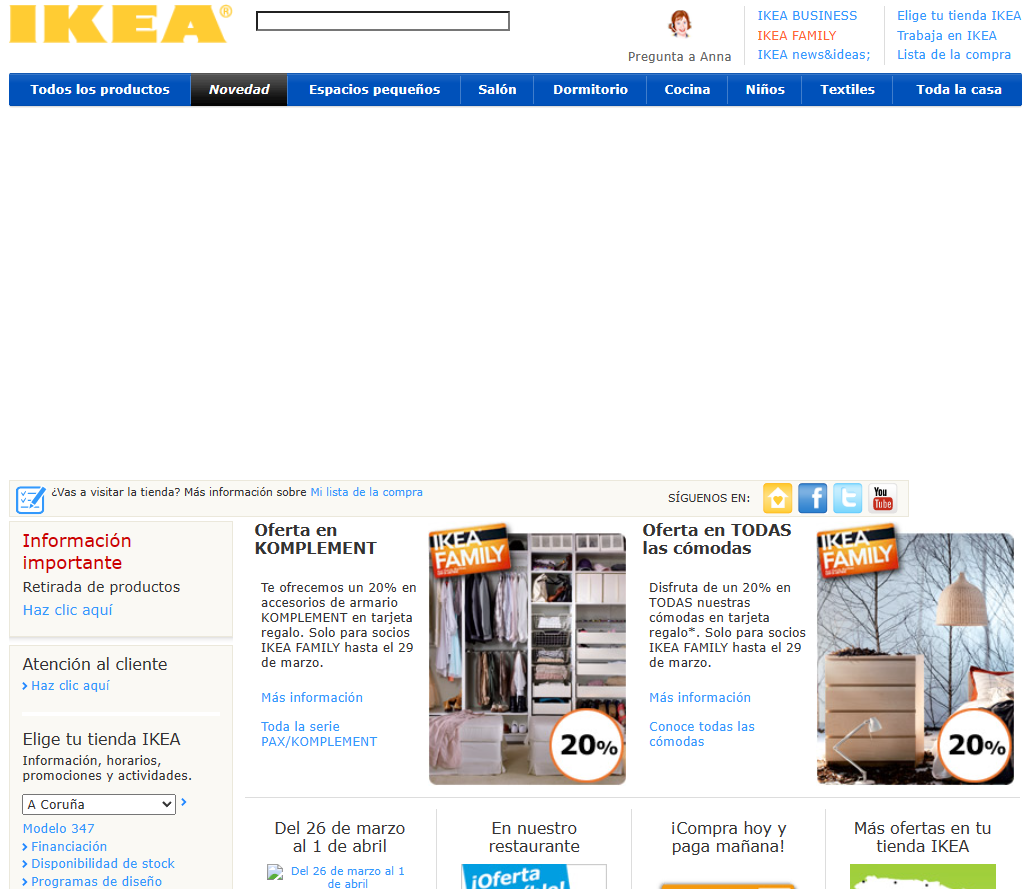 IKEA®
Pregunta a Anna
IKEA BUSINESS
IKEA FAMILY
IKEA news&ideas;
Elige tu tienda IKEA
Trabaja en IKEA
Lista de la compra
Todos los productos Novedad Espacios pequeños Salón Dormitorio Cocina Niños Textiles Toda la casa
¿Vas a visitar la tienda? Más información sobre Mi lista de la compra
SÍGUENOS EN:
You
Tube
Información
importante
Retirada de productos
Haz clic aquí
Atención al cliente
Haz clic aquí
Elige tu tienda IKEA
Información, horarios,
promociones y actividades.
A Coruña
Modelo 347
Financiación
Disponibilidad de stock
Programas de diseño
Oferta en
KOMPLEMENT
Te ofrecemos un 20% en
accesorios de armario
KOMPLEMENT en tarjeta
regalo. Solo para socios
IKEA FAMILY hasta el 29
de marzo.
Más información
Toda la serie
PAX/KOMPLEMENT
IKEA
FAMILY
20%
Oferta en TODAS
las cómodas
Disfruta de un 20% en
TODAS nuestras
cómodas en tarjeta
regalo*. Solo para socios
IKEA FAMILY hasta el 29
de marzo.
Más información
Conoce todas las
cómodas
IKEA
FAMILY
20%
Del 26 de marzo
al 1 de abril
Del 26 de marzo al 1
de abril
En nuestro
restaurante
¡Oferta
¡Compra hoy y
paga mañana!
Más ofertas en tu
tienda IKEA